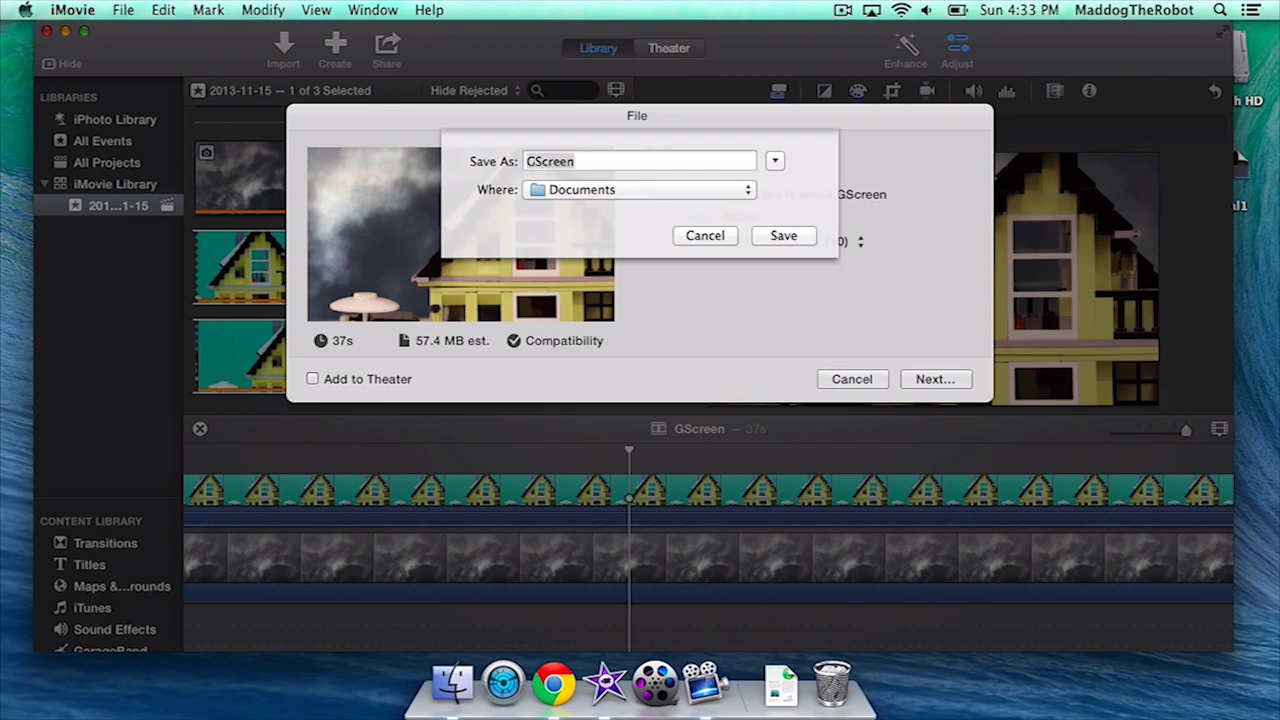 iMovie File Edit Mark Modify View Window Help Sun 4:33 PM MaddogTheRobot
Hide Import Create Share Library Theater Enhance Adjust
LIBRARIES
iPhoto Library
All Events
All Projects
iMovie Library
201...1-15
2013-11-15 — 1 of 3 Selected Hide Rejected
File
Save As: GScreen
Where: Documents
GScreen
Cancel Save
37s 57.4 MB est. Compatibility
Add to Theater Cancel Next...
h HD
GScreen — 37s
CONTENT LIBRARY
Transitions
Titles
Maps &...rounds
iTunes
Sound Effects
GarageBand